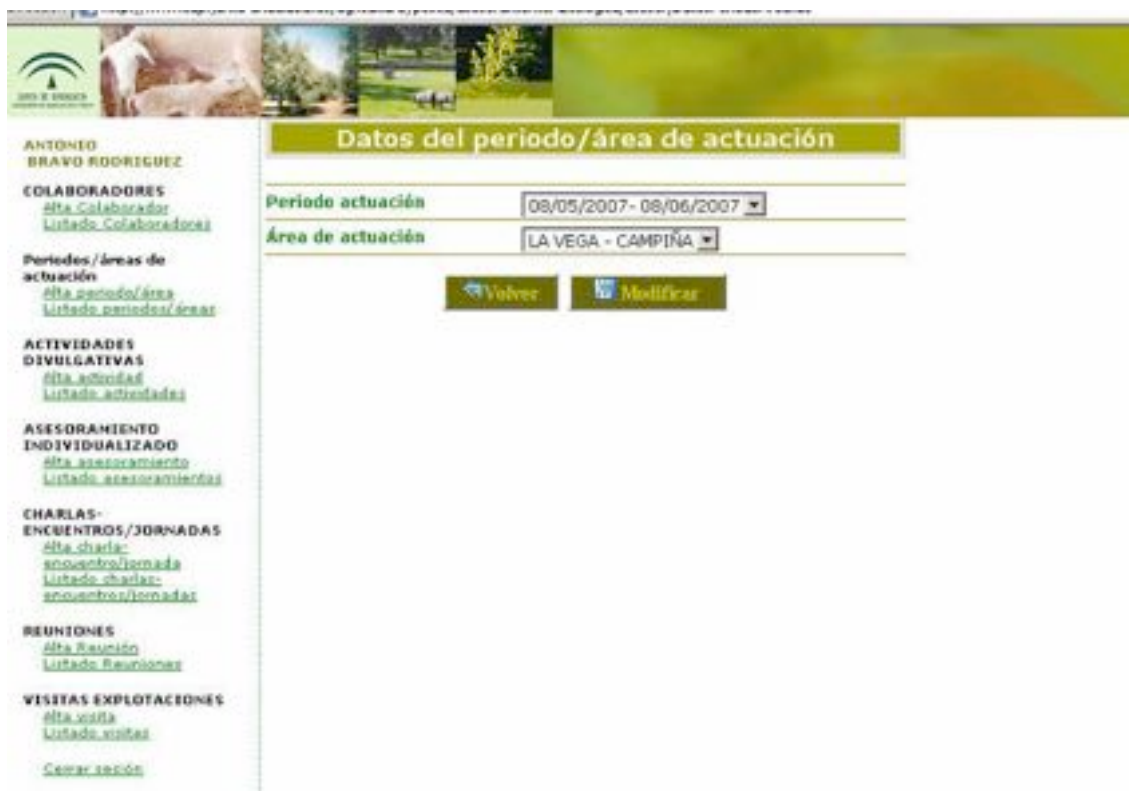 Datos del periodo/área de actuación
ANTONIO
BRAVO RODRIGUEZ
COLABORADORES
Alta Colaborador
Listado Colaboradores
Periodos/áreas de
actuación
Alta periodo/área
Listado periodos/áreas
ACTIVIDADES
DIVULGATIVAS
Alta actividad
Listado actividades
ASESORAMIENTO
INDIVIDUALIZADO
Alta asesoramiento
Listado asesoramientos
CHARLAS-
ENCUENTROS/JORNADAS
Alta charla-
encuentro/jornada
Listado charlas-
encuentros/jornadas
REUNIONES
Alta Reunión
Listado Reuniones
VISITAS EXPLOTACIONES
Alta visita
Listado visitas
Cerrar sesión
Periodo actuación
08/05/2007- 08/06/2007
Área de actuación
LA VEGA - CAMPIÑA
Volver
Modificar